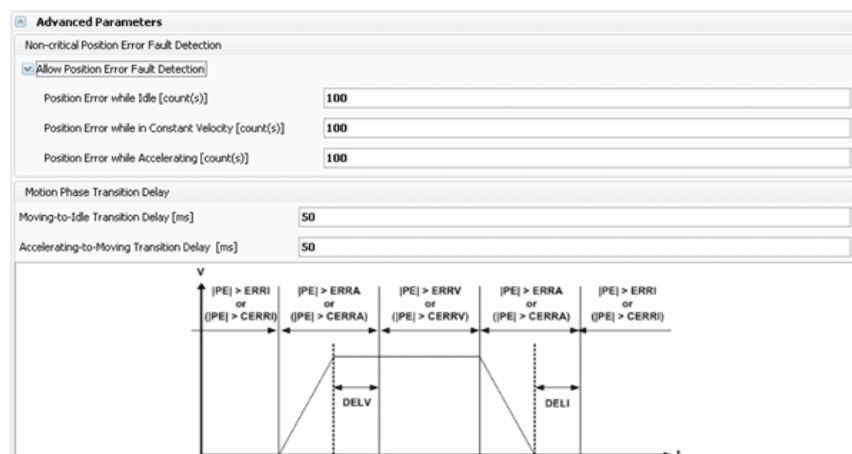 Advanced Parameters
Non-critical Position Error Fault Detection
Allow Position Error Fault Detection
Position Error while Idle [count(s)] 100
Position Error while in Constant Velocity [count(s)] 100
Position Error while Accelerating [count(s)] 100
Motion Phase Transition Delay
Moving-to-Idle Transition Delay [ms] 50
Accelerating-to-Moving Transition Delay [ms] 50
V
|PE| > ERRI |PE| > ERRA |PE| > ERRV |PE| > ERRA |PE| > ERRI
or or or or or
(|PE| > CERRI) (|PE| > CERRA) (|PE| > CERRV) (|PE| > CERRA) (|PE| > CERRI)
DELV DELI
t